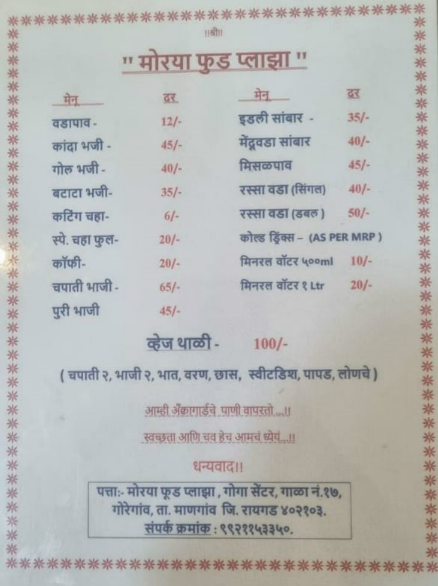 ॥श्री॥
" मोरया फुड प्लाझा "
मेनु दर मेनु दर
वडापाव - 12/- इडली सांबार - 35/-
कांदा भजी - 45/- मेंदूवडा सांबार 40/-
गोल भजी - 40/- मिसळपाव 45/-
बटाटा भजी- 35/- रस्सा वडा (सिंगल) 40/-
कटिंग चहा- 6/- रस्सा वडा (डबल ) 50/-
स्पे. चहा फुल- 20/- कोल्ड ड्रिंक्स – (AS PER MRP )
कॉफी- 20/- मिनरल वॉटर ५००ml 10/-
चपाती भाजी - 65/- मिनरल वॉटर १ Ltr 20/-
पुरी भाजी 45/-
व्हेज थाळी - 100/-
( चपाती २, भाजी २, भात, वरण, छास, स्वीटडिश, पापड, लोणचे )
आम्ही अँक्वागार्डचे पाणी वापरतो ...!!
स्वच्छता आणि चव हेच आमचं ध्येयं...!!
धन्यवाद!!
पत्ता:- मोरया फूड प्लाझा , गोगा सेंटर, गाळा नं.१७,
गोरेगांव, ता. माणगांव जि. रायगड ४०२१०३.
संपर्क क्रमांक : ९९२११५३३५०.